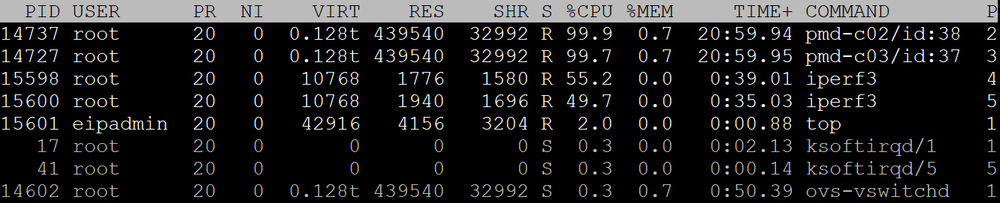 PID USER PR NI VIRT RES SHR S %CPU %MEM TIME+ COMMAND P
14737 root 20 0 0.128t 439540 32992 R 99.9 0.7 20:59.94 pmd-c02/id:38 2
14727 root 20 0 0.128t 439540 32992 R 99.7 0.7 20:59.95 pmd-c03/id:37 3
15598 root 20 0 10768 1776 1580 R 55.2 0.0 0:39.01 iperf3 4
15600 root 20 0 10768 1940 1696 R 49.7 0.0 0:35.03 iperf3 5
15601 eipadmin 20 0 42916 4156 3204 R 2.0 0.0 0:00.88 top 1
17 root 20 0 0 0 0 S 0.3 0.0 0:02.13 ksoftirqd/1 1
41 root 20 0 0 0 0 S 0.3 0.0 0:00.14 ksoftirqd/5 5
14602 root 20 0 0.128t 439540 32992 S 0.3 0.7 0:50.39 ovs-vswitchd 1